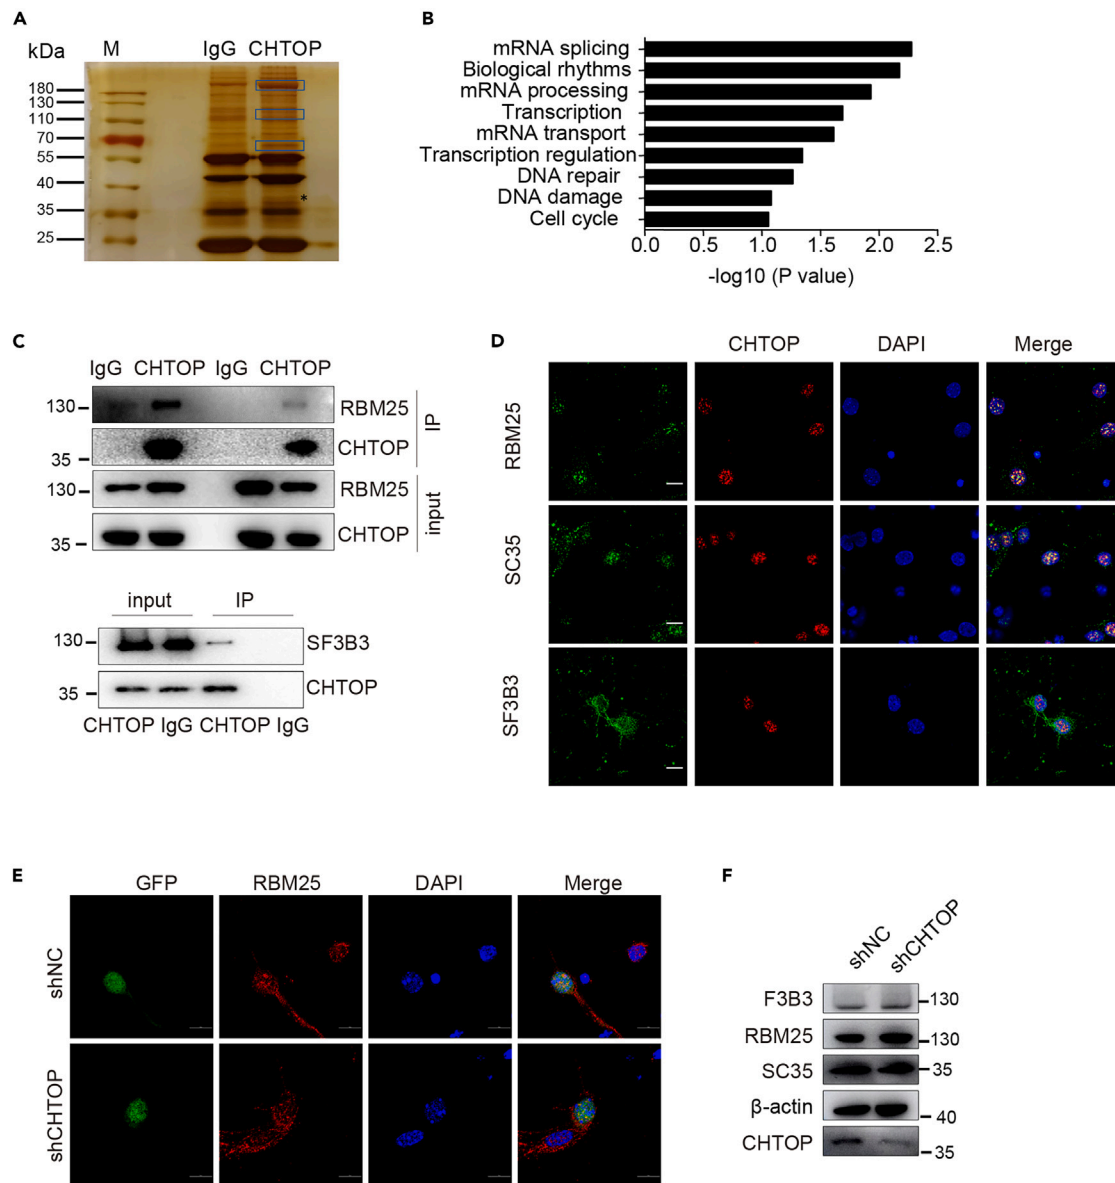 A
kDa M IgG CHTOP
180
130
110
70
55
40
35
25
*
B
mRNA splicing
Biological rhythms
mRNA processing
Transcription
mRNA transport
Transcription regulation
DNA repair
DNA damage
Cell cycle
0.0 0.5 1.0 1.5 2.0 2.5
-log10 (P value)
C
IgG CHTOP IgG CHTOP
130 RBM25
35 CHTOP
IP
130 RBM25
35 CHTOP
input
input IP
130 SF3B3
35 CHTOP
CHTOP IgG CHTOP IgG
D
CHTOP DAPI Merge
RBM25
SC35
SF3B3
E
GFP RBM25 DAPI Merge
shNC
shCHTOP
F
shNC shCHTOP
F3B3 130
RBM25 130
SC35 35
β-actin 40
CHTOP 35